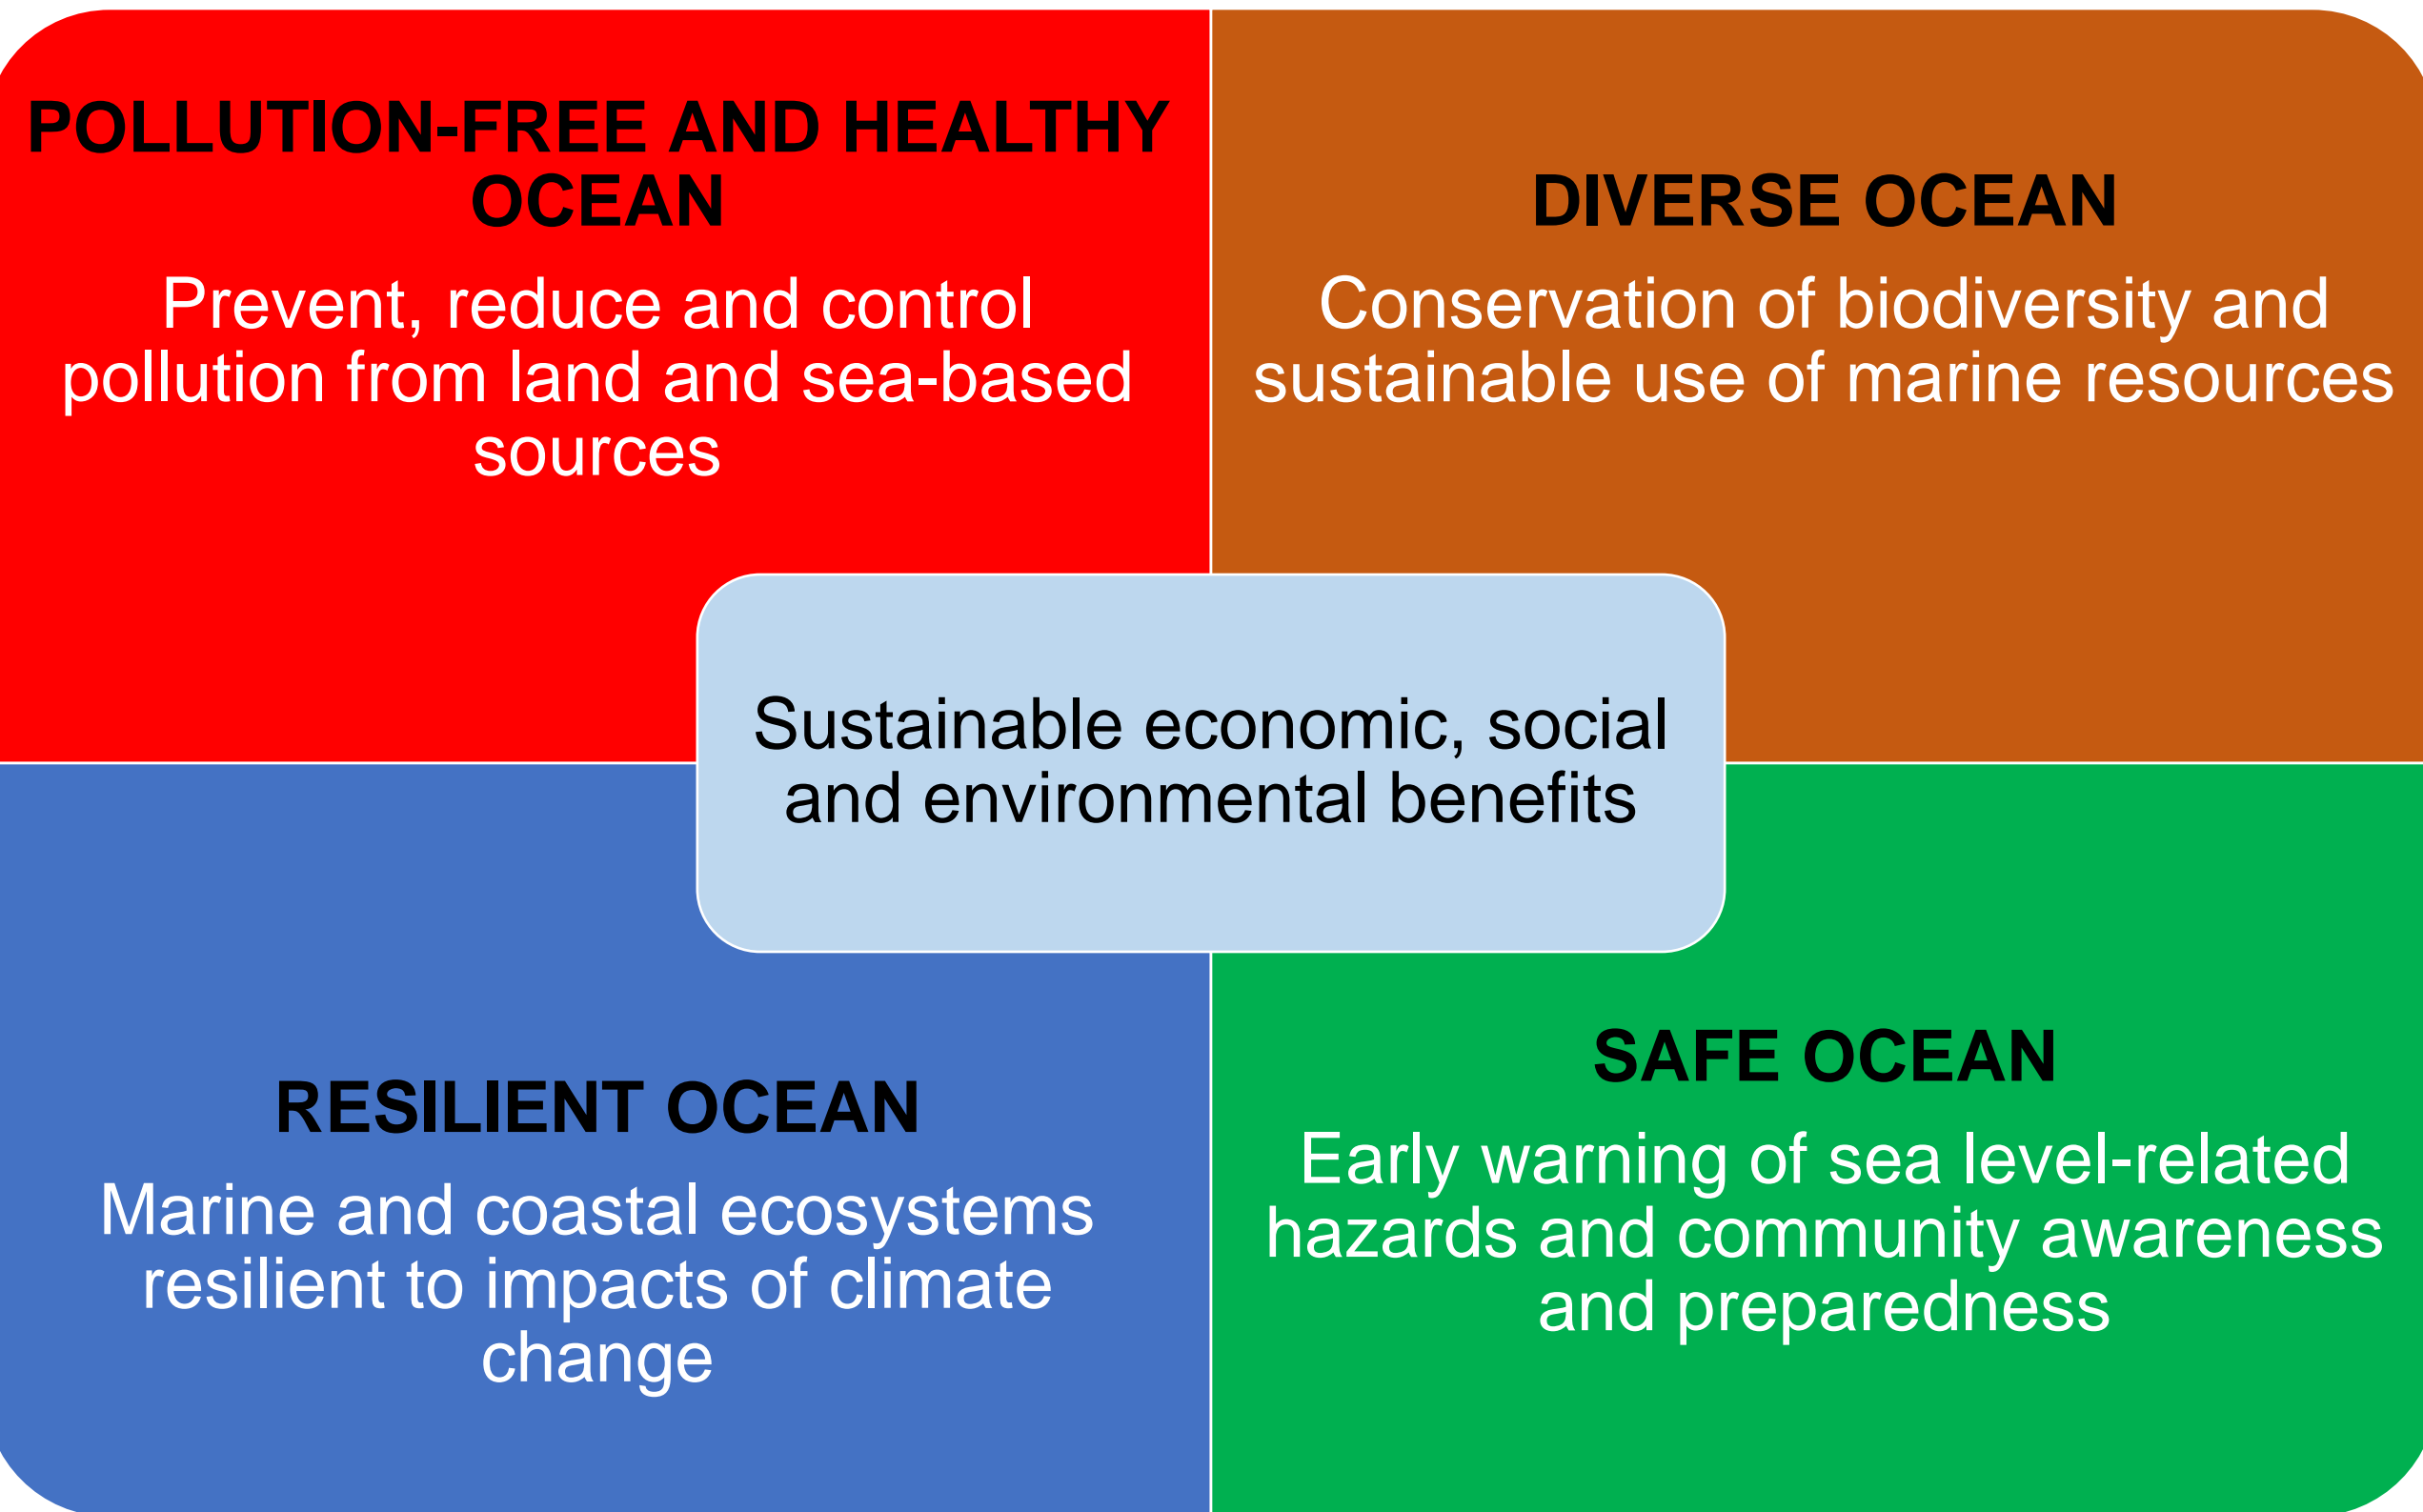 POLLUTION-FREE AND HEALTHY
OCEAN
Prevent, reduce and control
pollution from land and sea-based
sources
DIVERSE OCEAN
Conservation of biodiversity and
sustainable use of marine resources
Sustainable economic, social
and environmental benefits
RESILIENT OCEAN
Marine and coastal ecosystems
resilient to impacts of climate
change
SAFE OCEAN
Early warning of sea level-related
hazards and community awareness
and preparedness